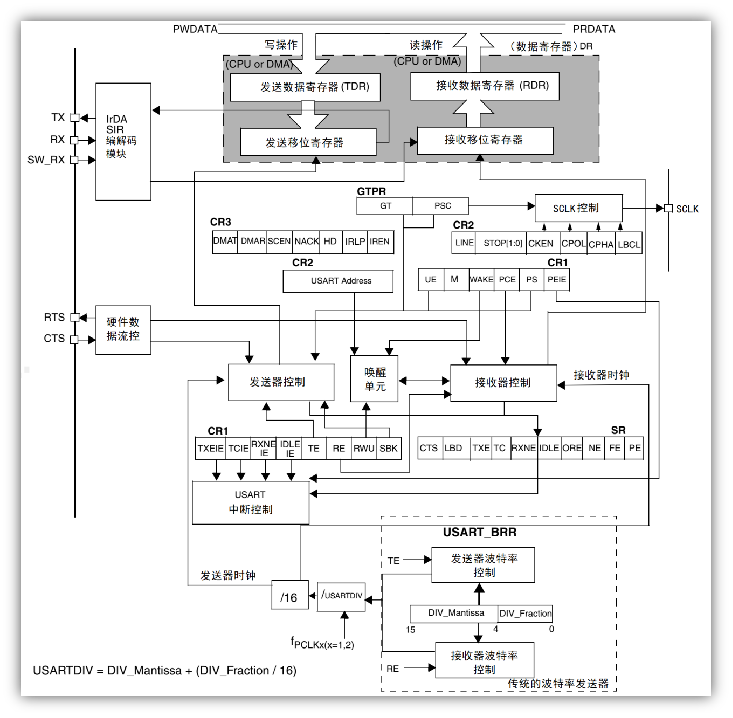 PWDATA PRDATA
写操作 读操作 (数据寄存器) DR
(CPU or DMA) (CPU or DMA)
发送数据寄存器 (TDR) 接收数据寄存器 (RDR)
TX
RX
SW_RX
IrDA
SIR
编解码
模块
发送移位寄存器 接收移位寄存器
GTPR
GT PSC
SCLK控制
SCLK
CR3
DMAT DMAR SCEN NACK HD IRLP IREN
CR2
LINE STOP[1:0] CKEN CPOL CPHA LBCL
CR2
USART Address
CR1
UE M WAKE PCE PS PEIE
RTS
CTS
硬件数
据流控
发送器控制
唤醒
单元
接收器控制
接收器时钟
CR1
TXEIE TCIE RXNE IE IDLE IE TE RE RWU SBK
SR
CTS LBD TXE TC RXNE IDLE ORE NE FE PE
USART
中断控制
USART_BRR
发送器时钟
TE
发送器波特率
控制
/16
/USARTDIV
DIV_Mantissa DIV_Fraction
15 4 0
fPCLKx(x=1,2)
RE
接收器波特率
控制
USARTDIV = DIV_Mantissa + (DIV_Fraction / 16)
传统的波特率发送器